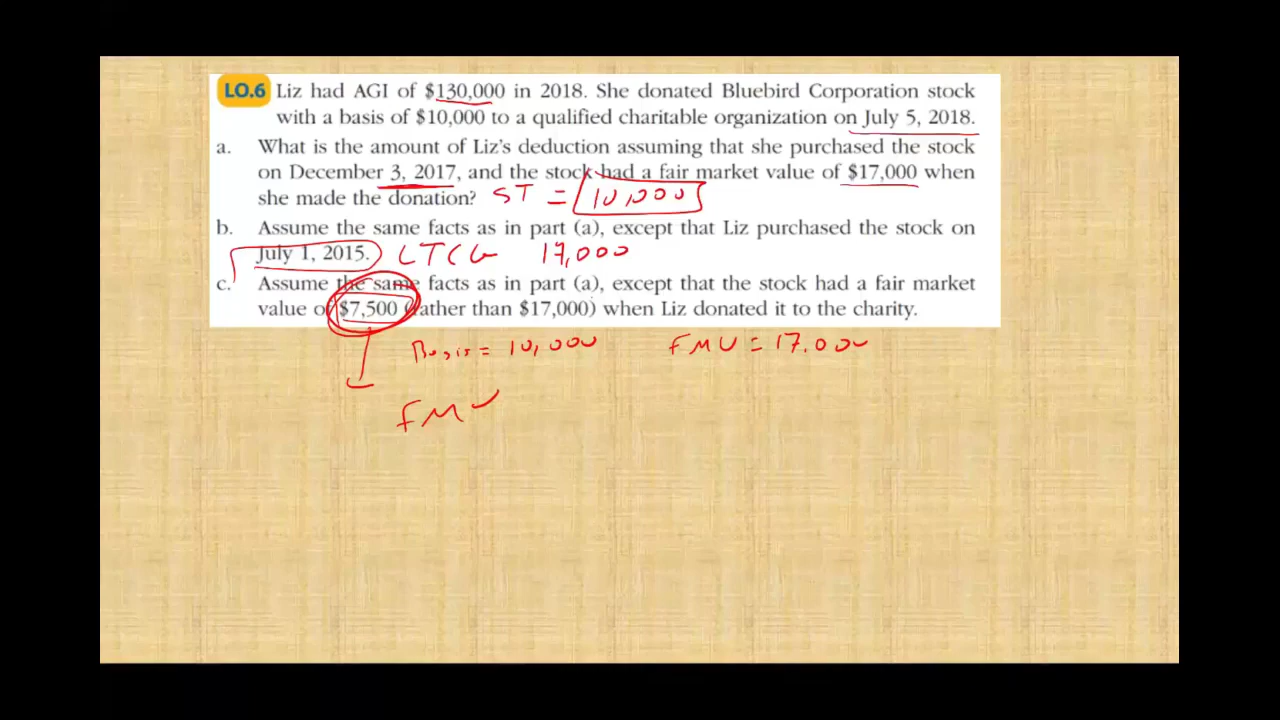 LO.6 Liz had AGI of $130,000 in 2018. She donated Bluebird Corporation stock
with a basis of $10,000 to a qualified charitable organization on July 5, 2018.
a. What is the amount of Liz's deduction assuming that she purchased the stock
on December 3, 2017, and the stock had a fair market value of $17,000 when
she made the donation? ST = 10,000
b. Assume the same facts as in part (a), except that Liz purchased the stock on
July 1, 2015. LTCG 17,000
c. Assume the same facts as in part (a), except that the stock had a fair market
value of $7,500 (rather than $17,000) when Liz donated it to the charity.
Basis = 10,000 FMV = 17,000
FMV